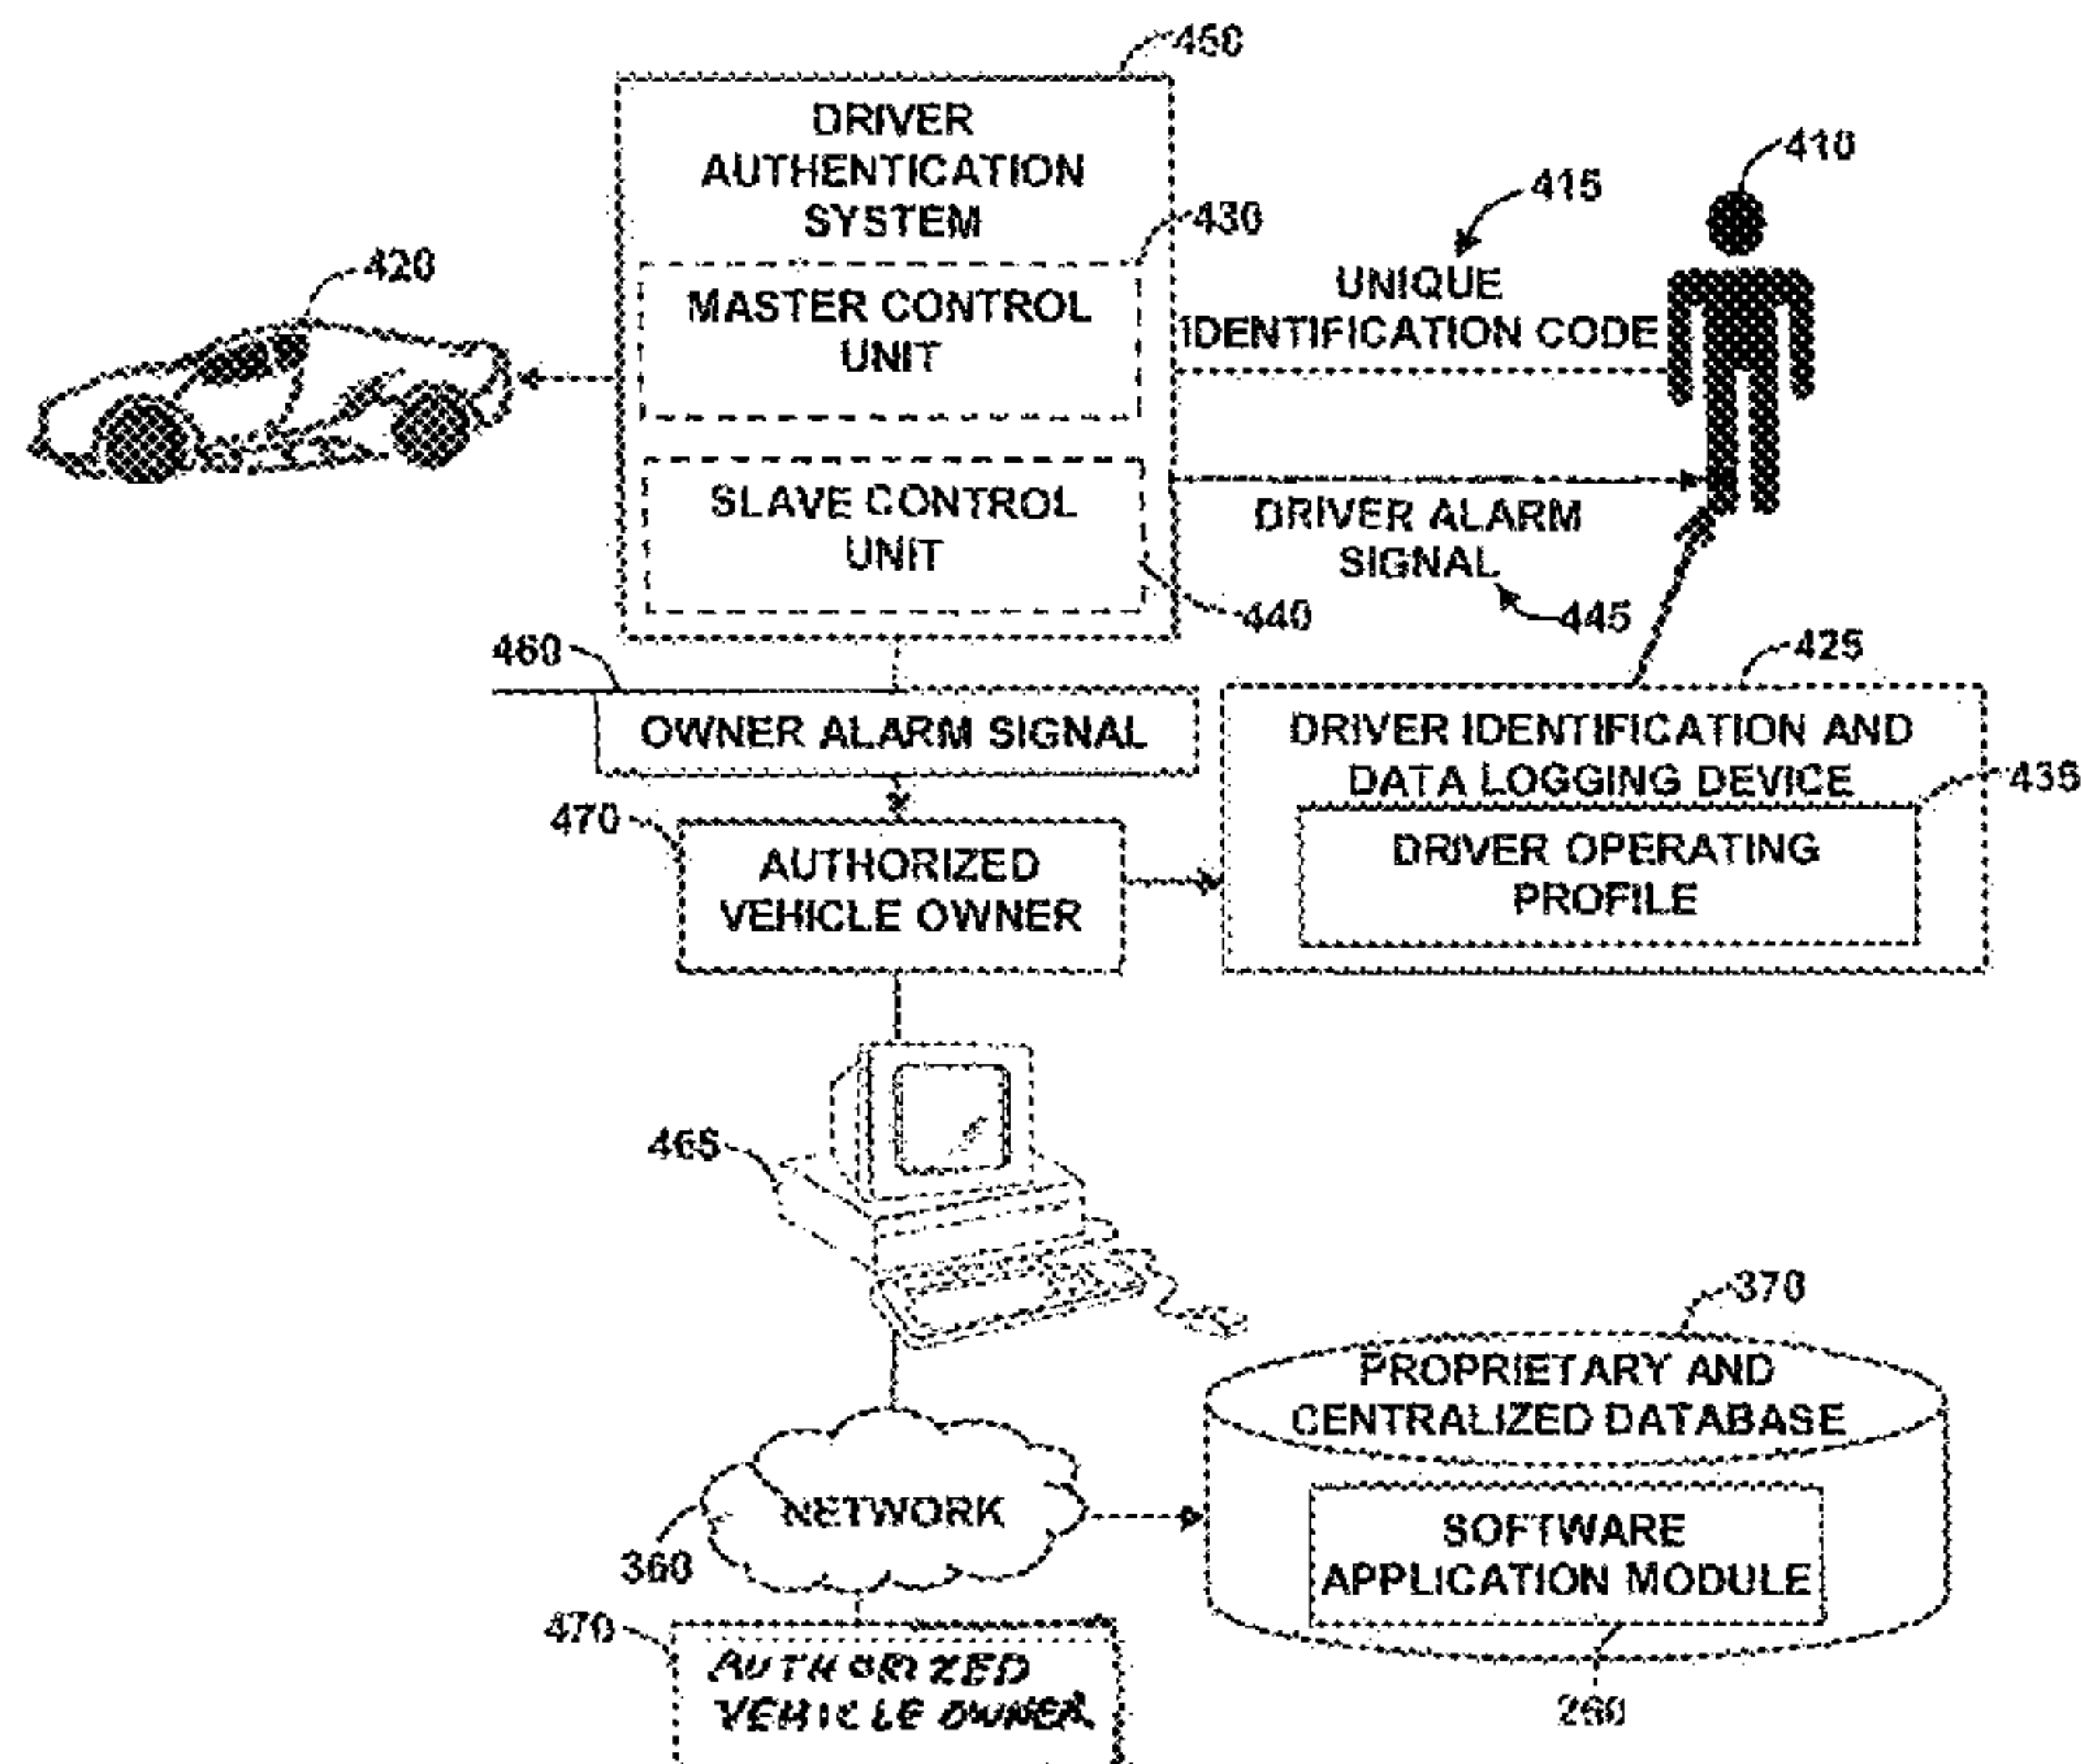 450
DRIVER
AUTHENTICATION
SYSTEM
410
415
430
420
UNIQUE
IDENTIFICATION CODE
MASTER CONTROL
UNIT
SLAVE CONTROL
UNIT
DRIVER ALARM
SIGNAL
440
445
460
425
OWNER ALARM SIGNAL
DRIVER IDENTIFICATION AND
DATA LOGGING DEVICE
435
470
AUTHORIZED
VEHICLE OWNER
DRIVER OPERATING
PROFILE
465
370
PROPRIETARY AND
CENTRALIZED DATABASE
NETWORK
360
SOFTWARE
APPLICATION MODULE
470
AUTHORIZED
VEHICLE OWNER
260